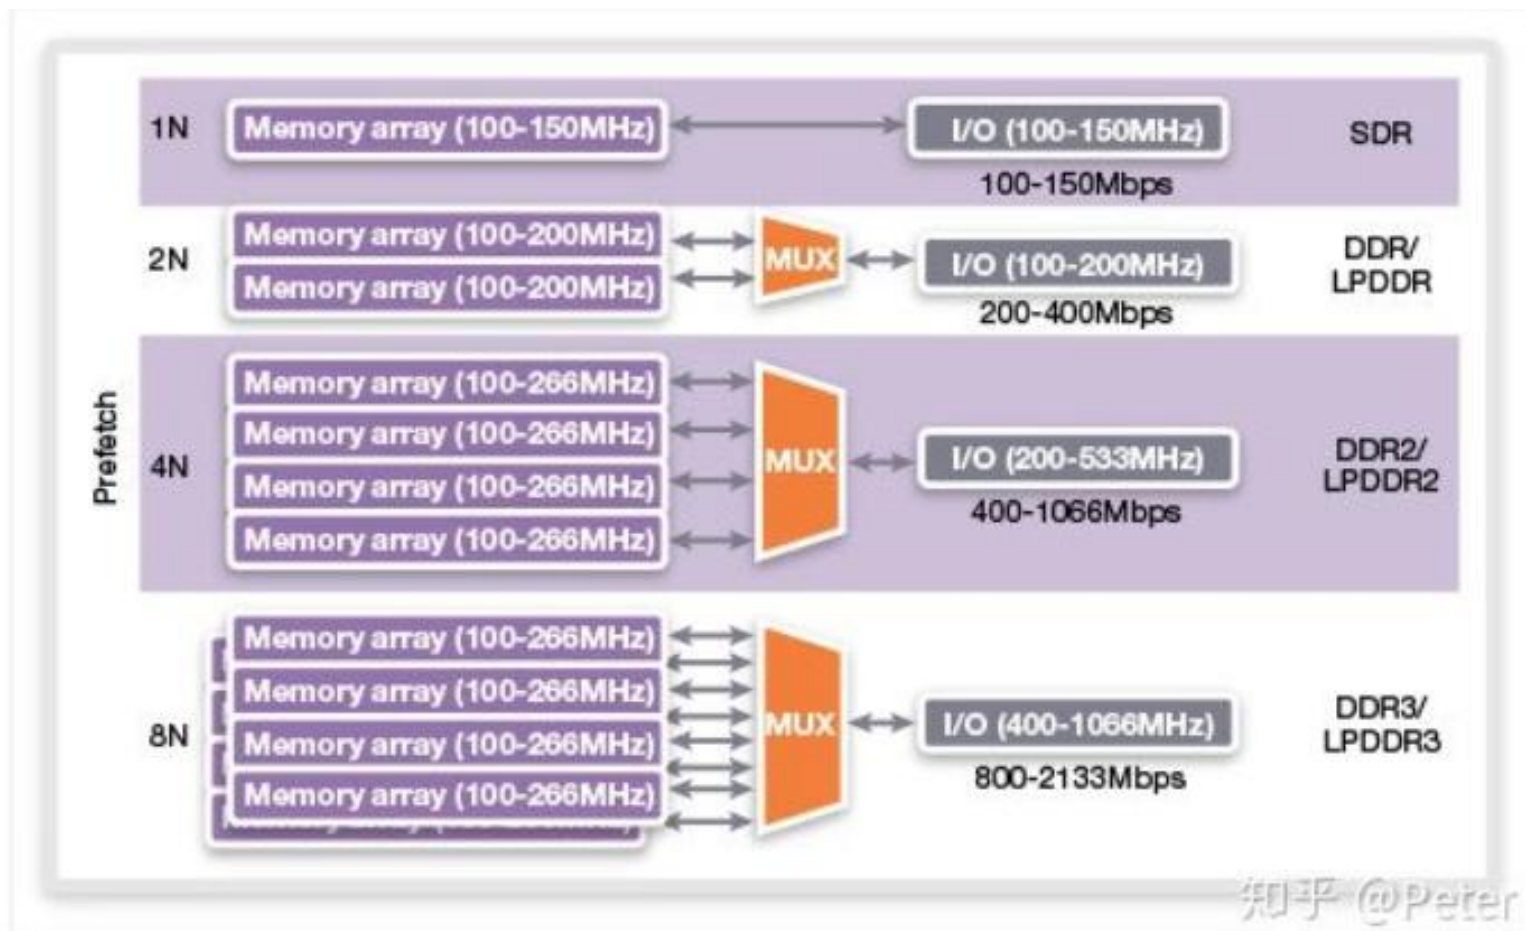 1N
Memory array (100-150MHz)
I/O (100-150MHz)
100-150Mbps
SDR
2N
Memory array (100-200MHz)
Memory array (100-200MHz)
MUX
I/O (100-200MHz)
200-400Mbps
DDR/
LPDDR
Prefetch
4N
Memory array (100-266MHz)
Memory array (100-266MHz)
Memory array (100-266MHz)
Memory array (100-266MHz)
MUX
I/O (200-533MHz)
400-1066Mbps
DDR2/
LPDDR2
8N
Memory array (100-266MHz)
Memory array (100-266MHz)
Memory array (100-266MHz)
Memory array (100-266MHz)
MUX
I/O (400-1066MHz)
800-2133Mbps
DDR3/
LPDDR3
知乎 @Peter